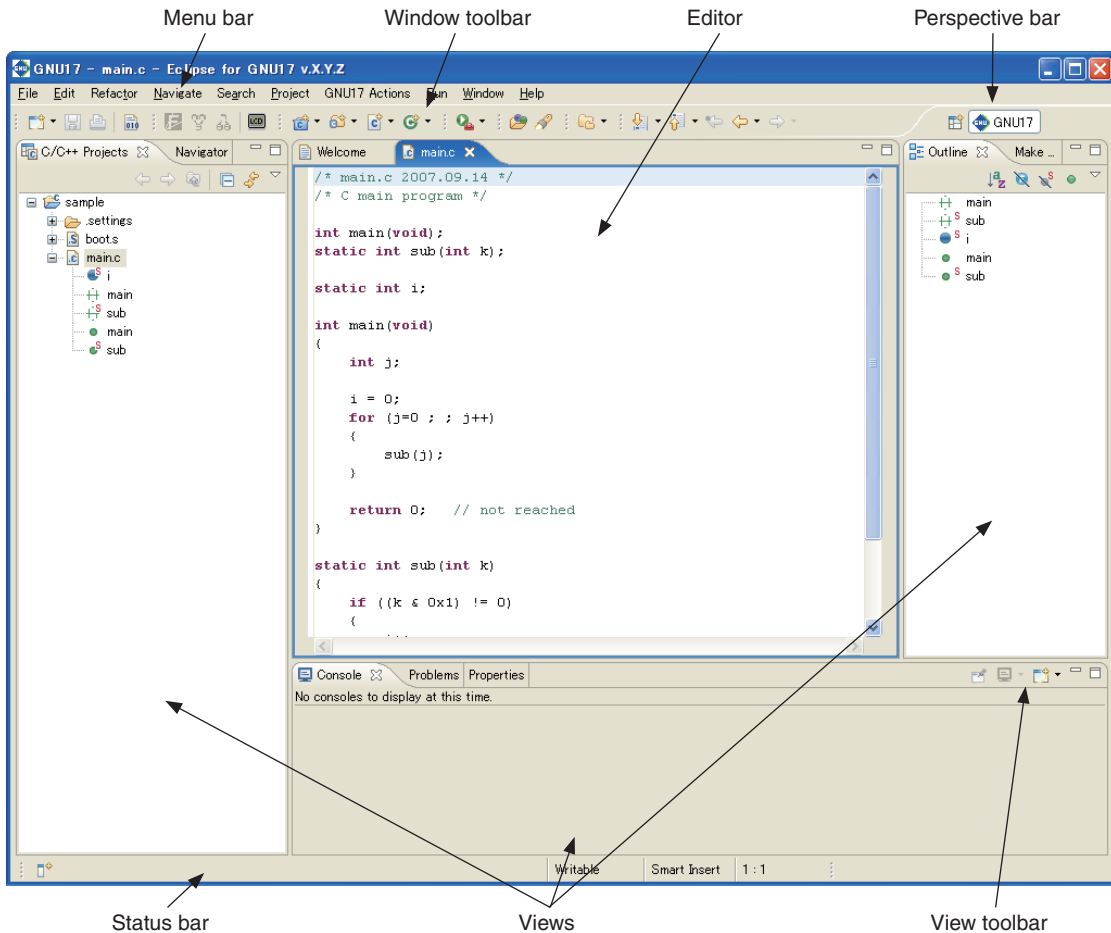 Menu bar
Window toolbar
Editor
Perspective bar
GNU17 - main.c - Eclipse for GNU17 v.X.Y.Z
File Edit Refactor Navigate Search Project GNU17 Actions Run Window Help
GNU17
C/C++ Projects
Navigator
Welcome
main.c
Outline
Make ...
sample
.settings
boot.s
main.c
i
main
sub
main
sub
/* main.c 2007.09.14 */
/* C main program */
int main(void);
static int sub(int k);
static int i;
int main(void)
{
int j;
i = 0;
for (j=0 ; ; j++)
{
sub(j);
}
return 0; // not reached
}
static int sub(int k)
{
if ((k & 0x1) != 0)
{
main
sub
i
main
sub
Console
Problems
Properties
No consoles to display at this time.
Writable
Smart Insert
1 : 1
Status bar
Views
View toolbar